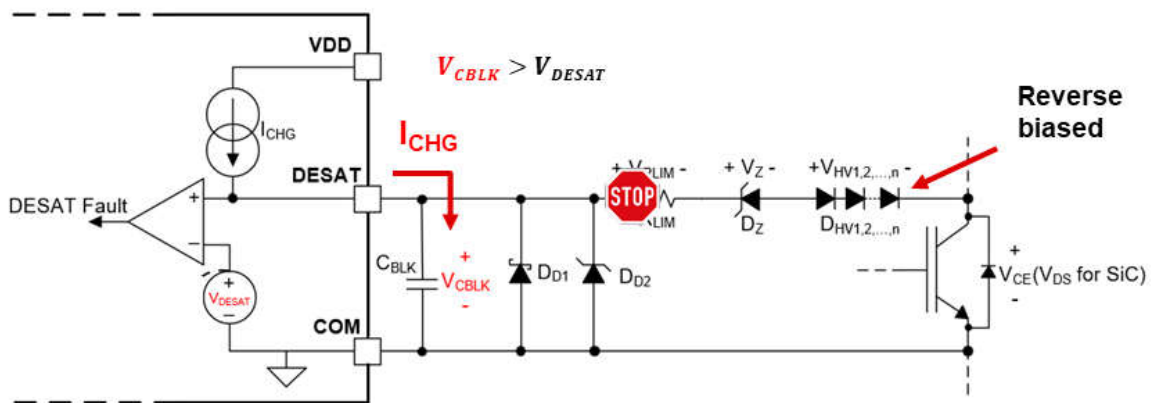 VDD
V_CBLK > V_DESAT
Reverse
biased
I_CHG
I_CHG
DESAT
+
DESAT Fault
−
+
V_DESAT
−
COM
C_BLK
+
V_CBLK
-
D_D1
D_D2
STOP
+ V_Z -
D_Z
+V_HV1,2,...,n -
D_HV1,2,...,n
+
V_CE(V_DS for SiC)
-